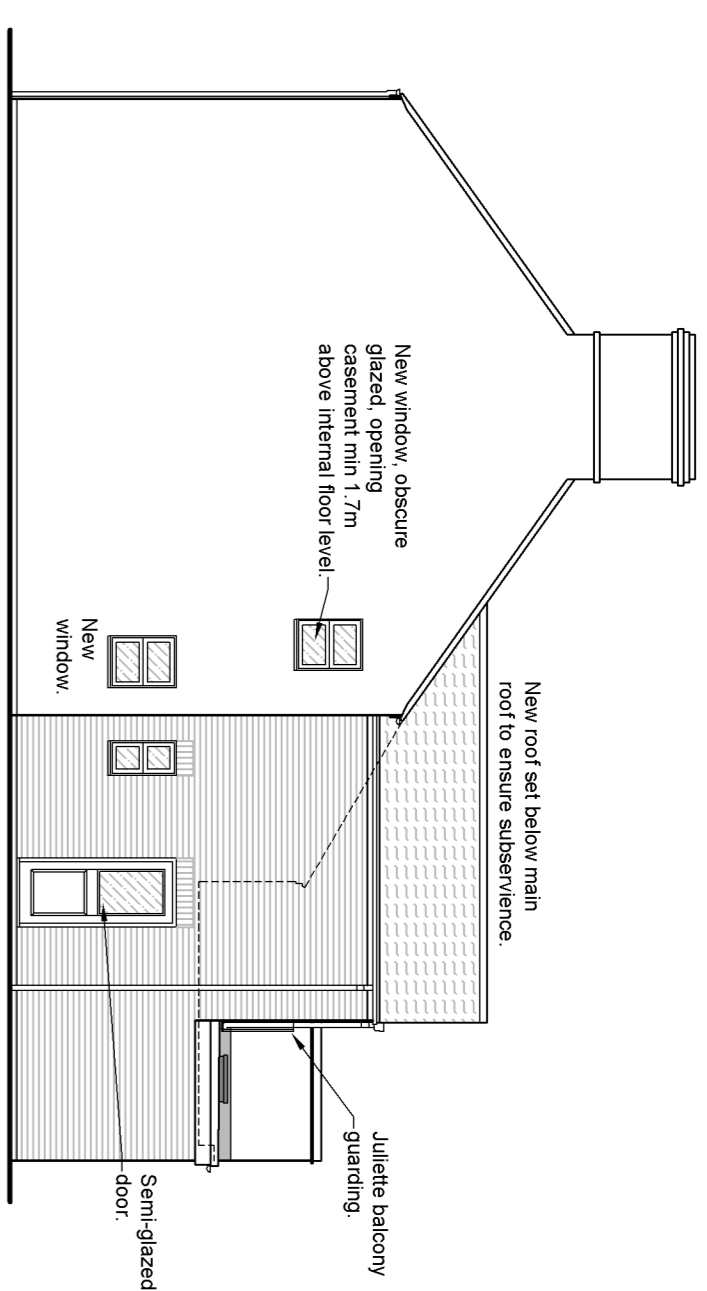 New roof set below main
roof to ensure subservience.
New window, obscure
glazed, opening
casement min 1.7m
above internal floor level.
Juliette balcony
guarding.
New
window.
Semi-glazed
door.